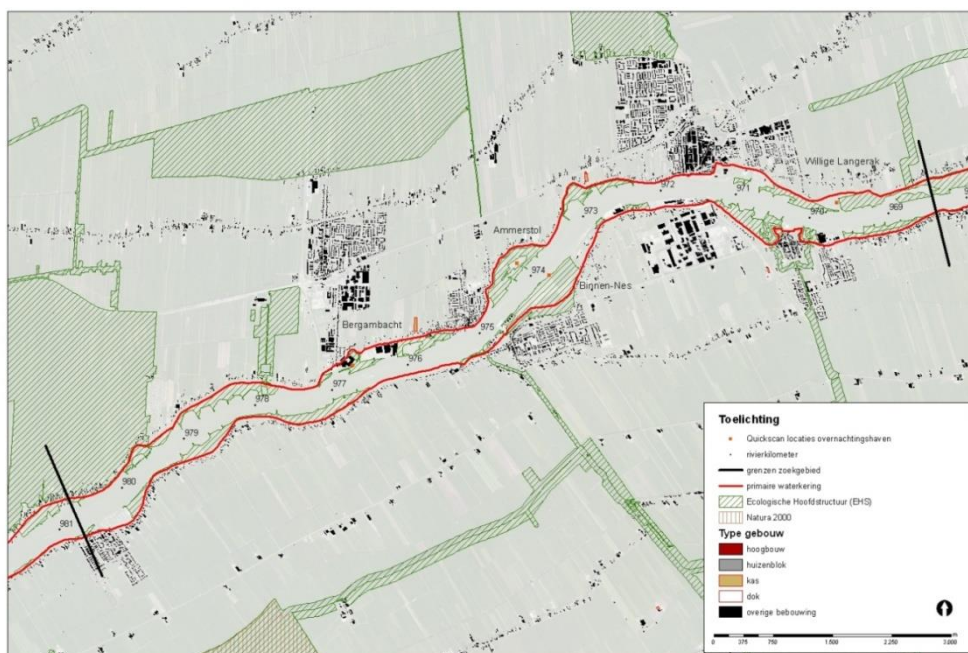 Willige Langerak
972
971
970
969
973
Ammerstol
974
Binnen-Nes
975
Bergambacht
976
977
978
979
980
981
Toelichting
Quickscan locaties overnachtingshaven
rivierkilometer
grenzen zoekgebied
primaire waterkering
Ecologische Hoofdstructuur (EHS)
Natura 2000
Type gebouw
hoogbouw
huizenblok
kas
dok
overige bebouwing
0 375 750 1.500 2.250 3.000